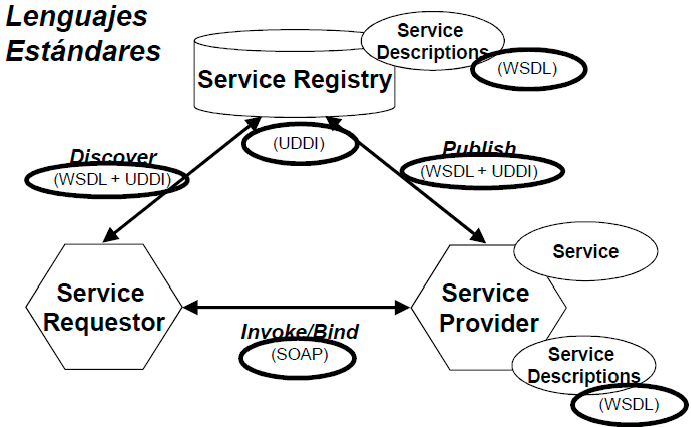 Lenguajes
Estándares
Service
Descriptions
(WSDL)
Service Registry
(UDDI)
Discover
(WSDL + UDDI)
Publish
(WSDL + UDDI)
Service
Requestor
Invoke/Bind
(SOAP)
Service
Provider
Service
Service
Descriptions
(WSDL)